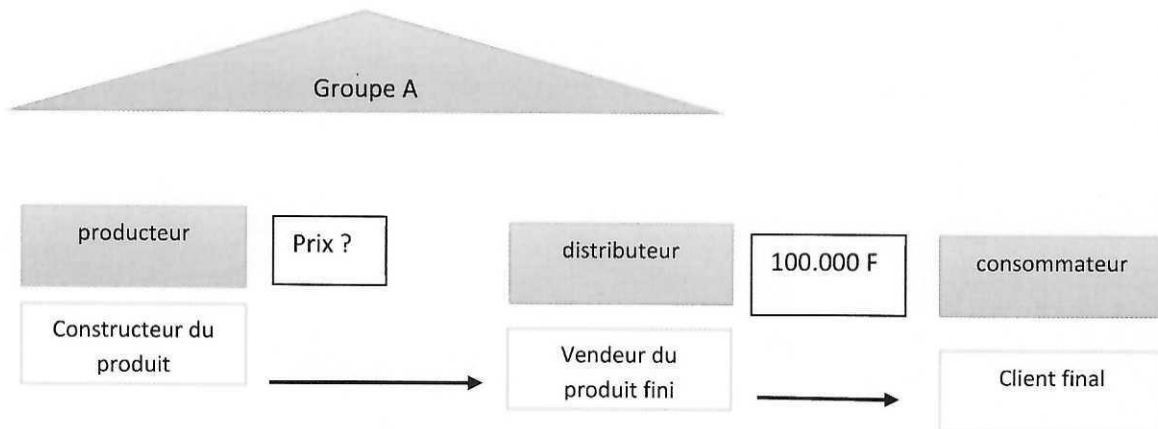 Groupe A
producteur
Prix ?
distributeur
100.000 F
consommateur
Constructeur du
produit
Vendeur du
produit fini
Client final